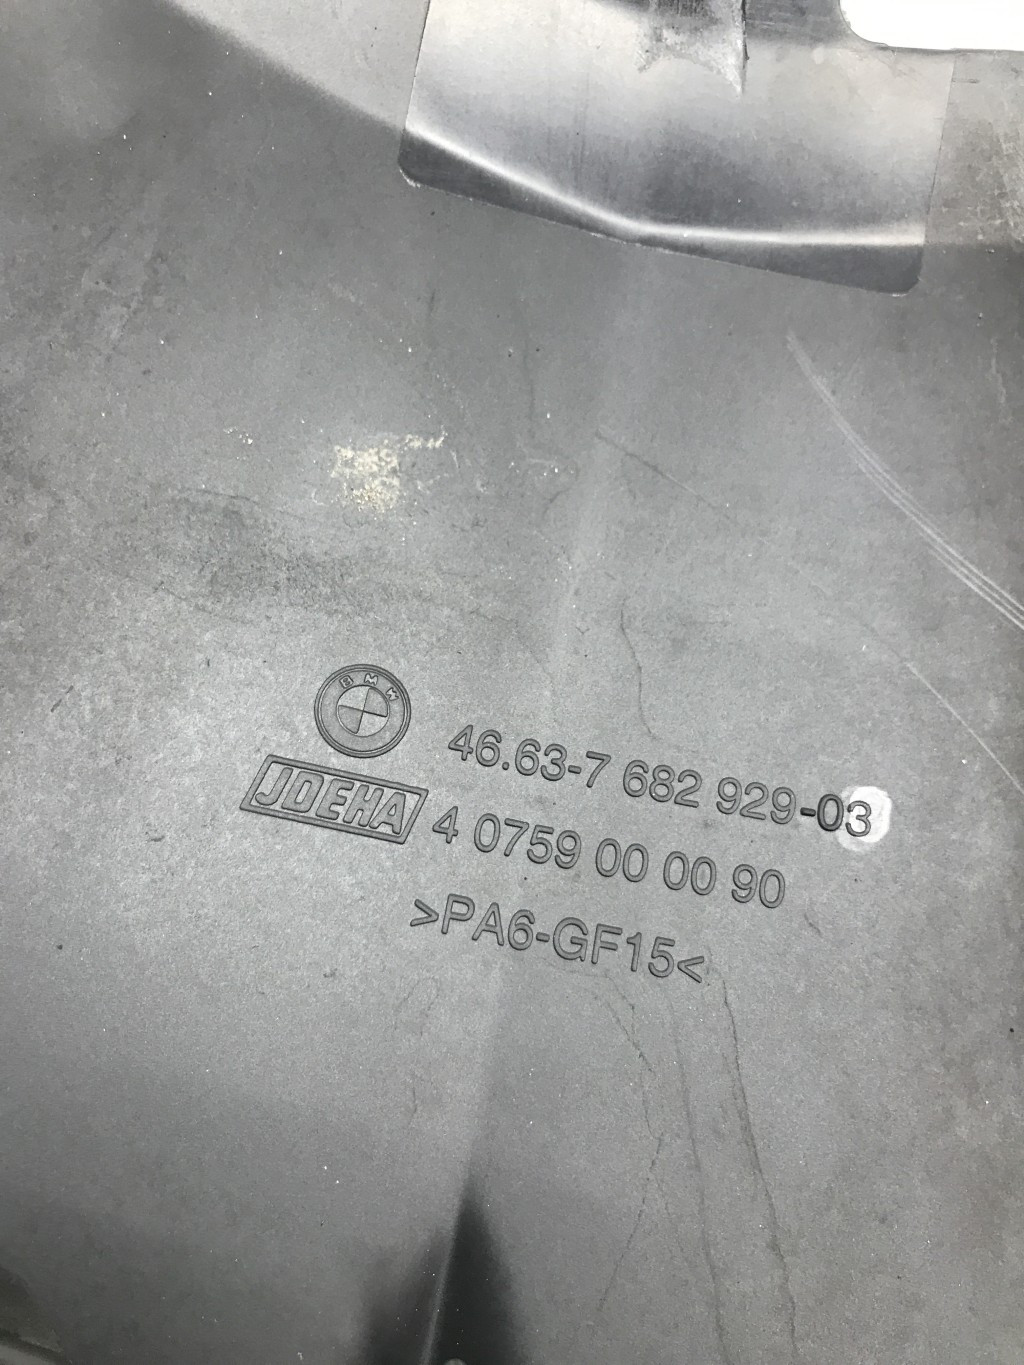 BMW
46.63-7 682 929-03
JDEHA 4 0759 00 00 90
>PA6-GF15<